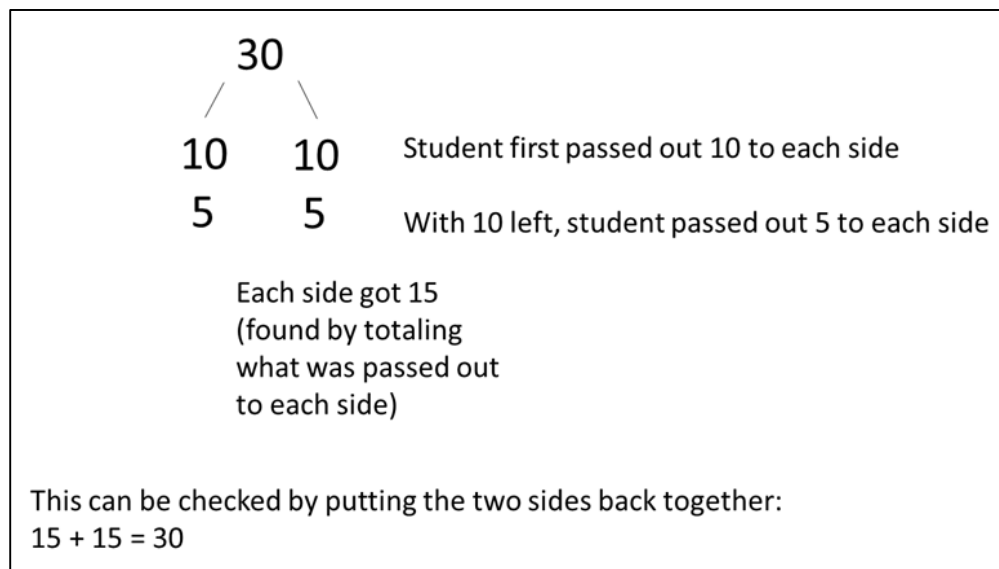 30
10 10 Student first passed out 10 to each side
5 5 With 10 left, student passed out 5 to each side
Each side got 15
(found by totaling
what was passed out
to each side)
This can be checked by putting the two sides back together:
15 + 15 = 30